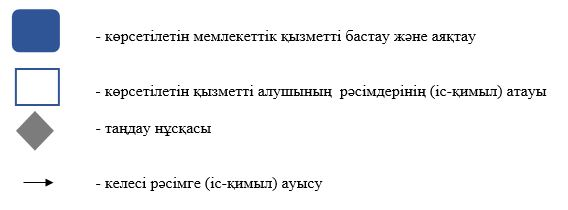 - көрсетілетін мемлекеттік қызметті бастау және аяқтау
- көрсетілетін қызметті алушының рәсімдерінің (іс-қимыл) атауы
- таңдау нұсқасы
- келесі рәсімге (іс-қимыл) ауысу